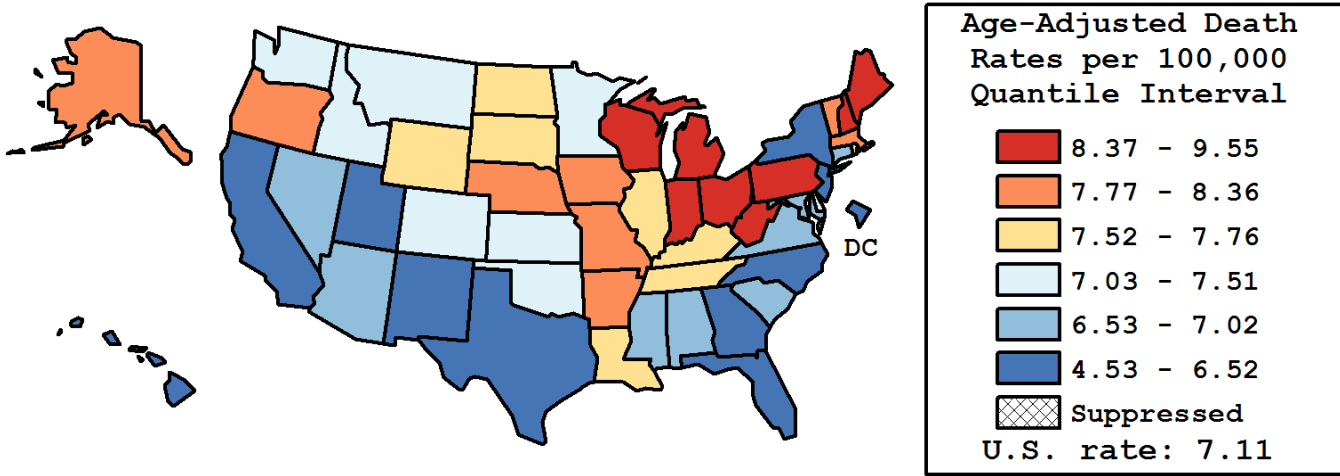 Age-Adjusted Death
Rates per 100,000
Quantile Interval
8.37 - 9.55
7.77 - 8.36
7.52 - 7.76
7.03 - 7.51
6.53 - 7.02
4.53 - 6.52
Suppressed
U.S. rate: 7.11
DC